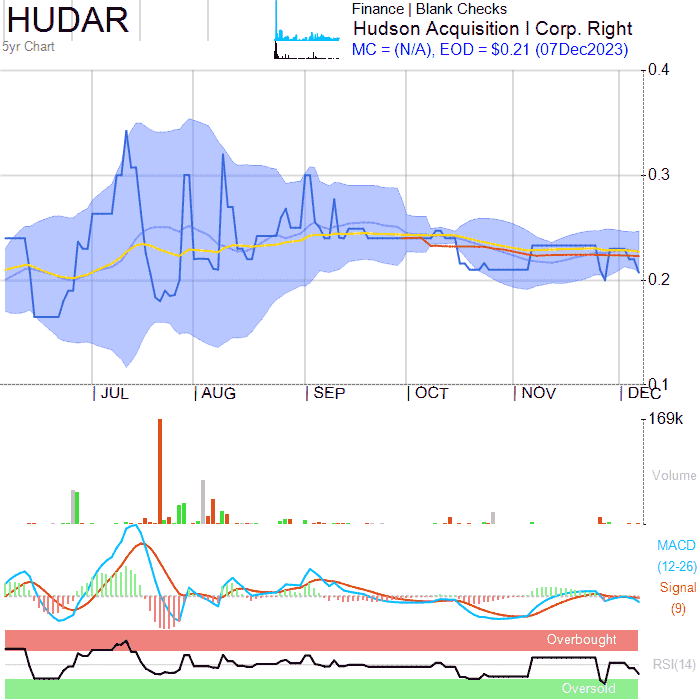 HUDAR
5yr Chart
Finance | Blank Checks
Hudson Acquisition I Corp. Right
MC = (N/A), EOD = $0.21 (07Dec2023)
0.4
0.3
0.2
0.1
JUL AUG SEP OCT NOV DEC
169k
Volume
MACD
(12-26)
Signal
(9)
Overbought
RSI(14)
Oversold